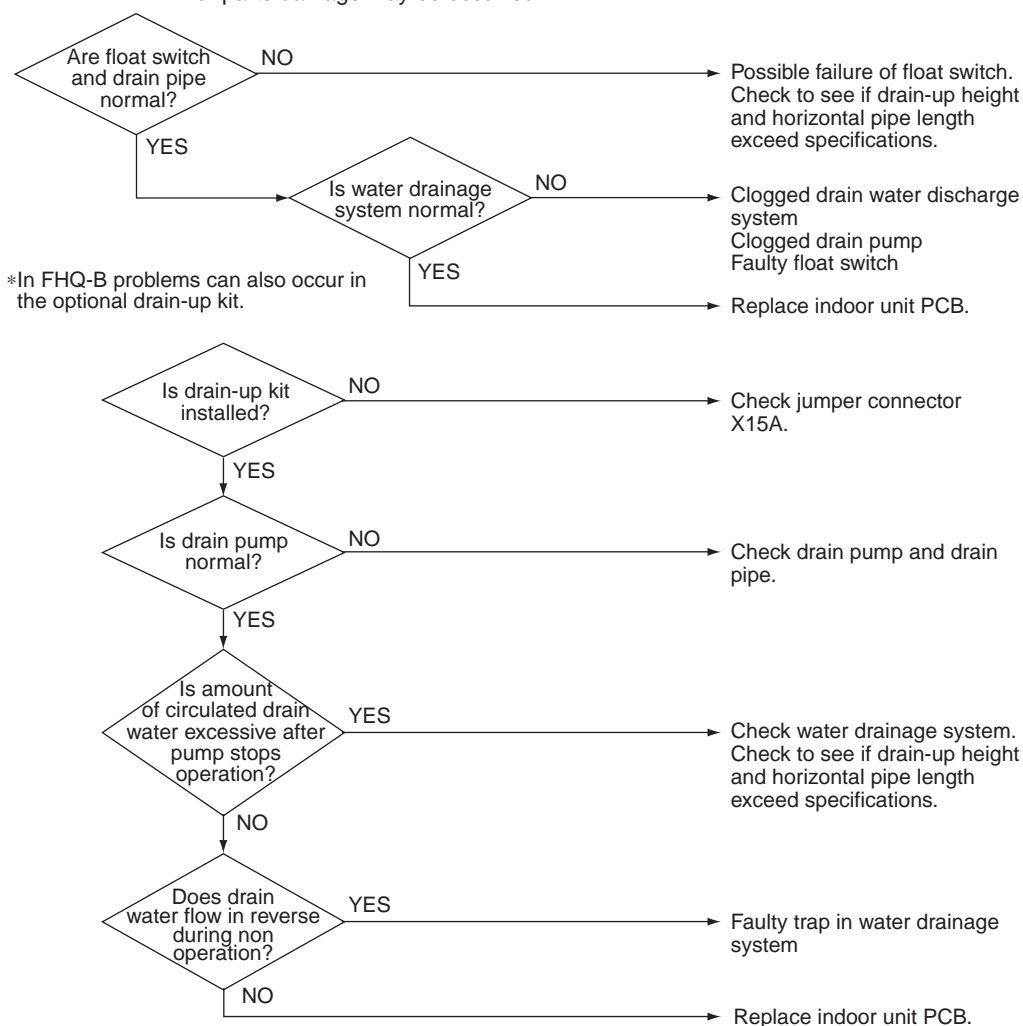 Are float switch
and drain pipe
normal?
NO
Possible failure of float switch.
Check to see if drain-up height
and horizontal pipe length
exceed specifications.
YES
Is water drainage
system normal?
NO
Clogged drain water discharge
system
Clogged drain pump
Faulty float switch
YES
*In FHQ-B problems can also occur in
the optional drain-up kit.
Replace indoor unit PCB.
Is drain-up kit
installed?
NO
Check jumper connector
X15A.
YES
Is drain pump
normal?
NO
Check drain pump and drain
pipe.
YES
Is amount
of circulated drain
water excessive after
pump stops
operation?
YES
Check water drainage system.
Check to see if drain-up height
and horizontal pipe length
exceed specifications.
NO
Does drain
water flow in reverse
during non
operation?
YES
Faulty trap in water drainage
system
NO
Replace indoor unit PCB.